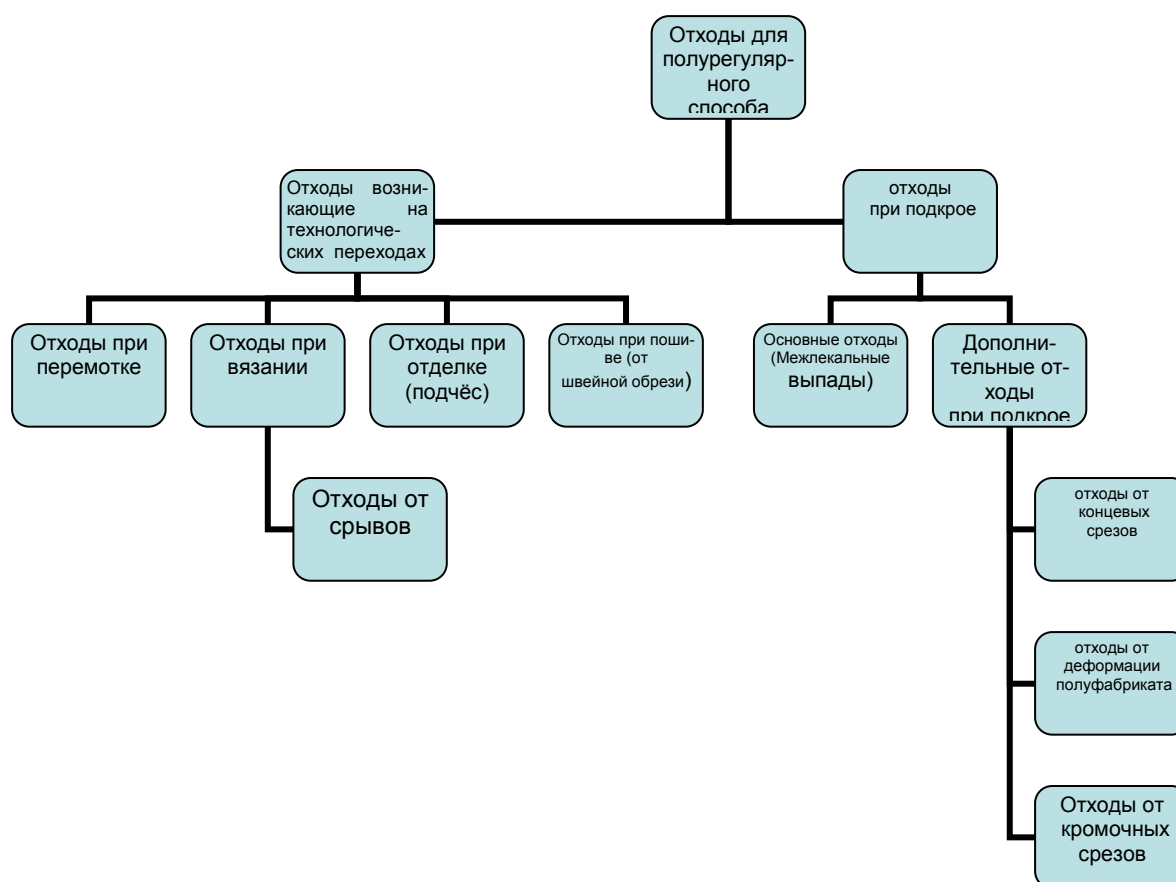 Отходы для
полурегуляр-
ного
способа
Отходы возни-
кающие на
технологиче-
ских переходах
отходы
при подкрое
Отходы при
перемотке
Отходы при
вязании
Отходы при
отделке
(подчёс)
Отходы при поши-
ве (от
швейной обрези)
Основные отходы
(Межлекальные
выпады)
Дополни-
тельные от-
ходы
при подкрое
Отходы от
срывов
отходы от
концевых
срезов
отходы от
деформации
полуфабриката
Отходы от
кромочных
срезов